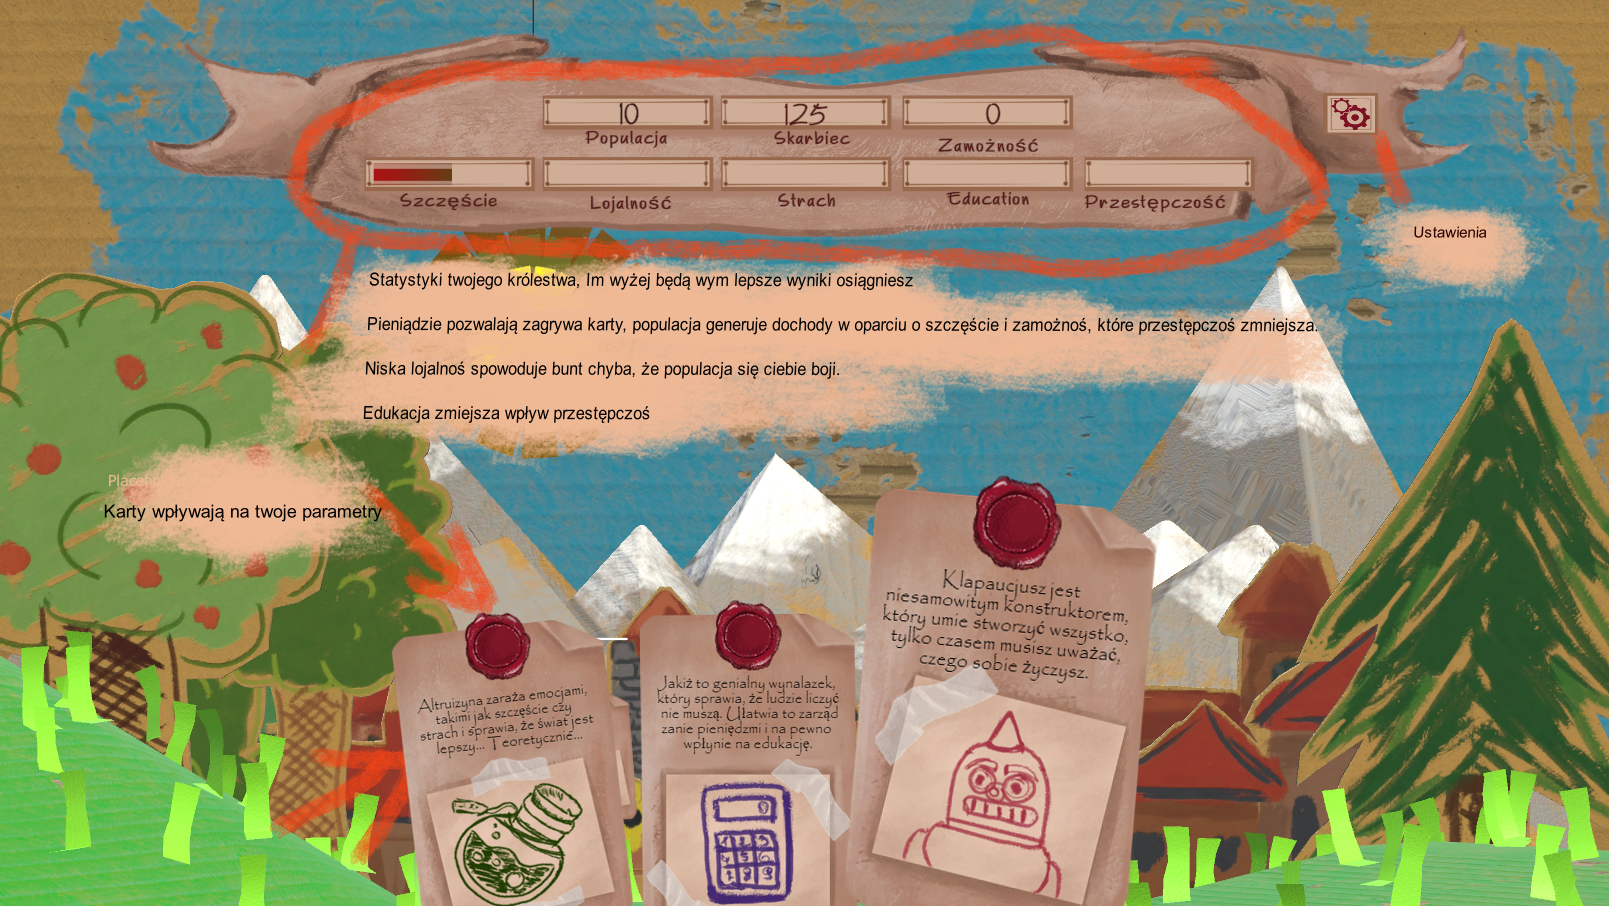 10
125
0
Populacja
Skarbiec
Zamożność
Szczęście
Lojalność
Strach
Education
Przestępczość
Ustawienia
Statystyki twojego królestwa, Im wyżej będą wym lepsze wyniki osiągniesz
Pieniądzie pozwalają zagrywa karty, populacja generuje dochody w oparciu o szczęście i zamożnoś, które przestępczoś zmniejsza.
Niska lojalnoś spowoduje bunt chyba, że populacja się ciebie boji.
Edukacja zmiejsza wpływ przestępczoś
Karty wpływają na twoje parametry
Altruizyna zaraża emocjami,
takimi jak szczęście czy
strach i sprawia, że świat jest
lepszy... Teoretycznie...
Jakiż to genialny wynalazek,
który sprawia, że ludzie liczyć
nie muszą. Ułatwia to zarząd
zanie pieniędzmi i na pewno
wpłynie na edukację.
Klapaucjusz jest
niesamowitym konstruktorem,
który umie stworzyć wszystko,
tylko czasem musisz uważać,
czego sobie życzysz.